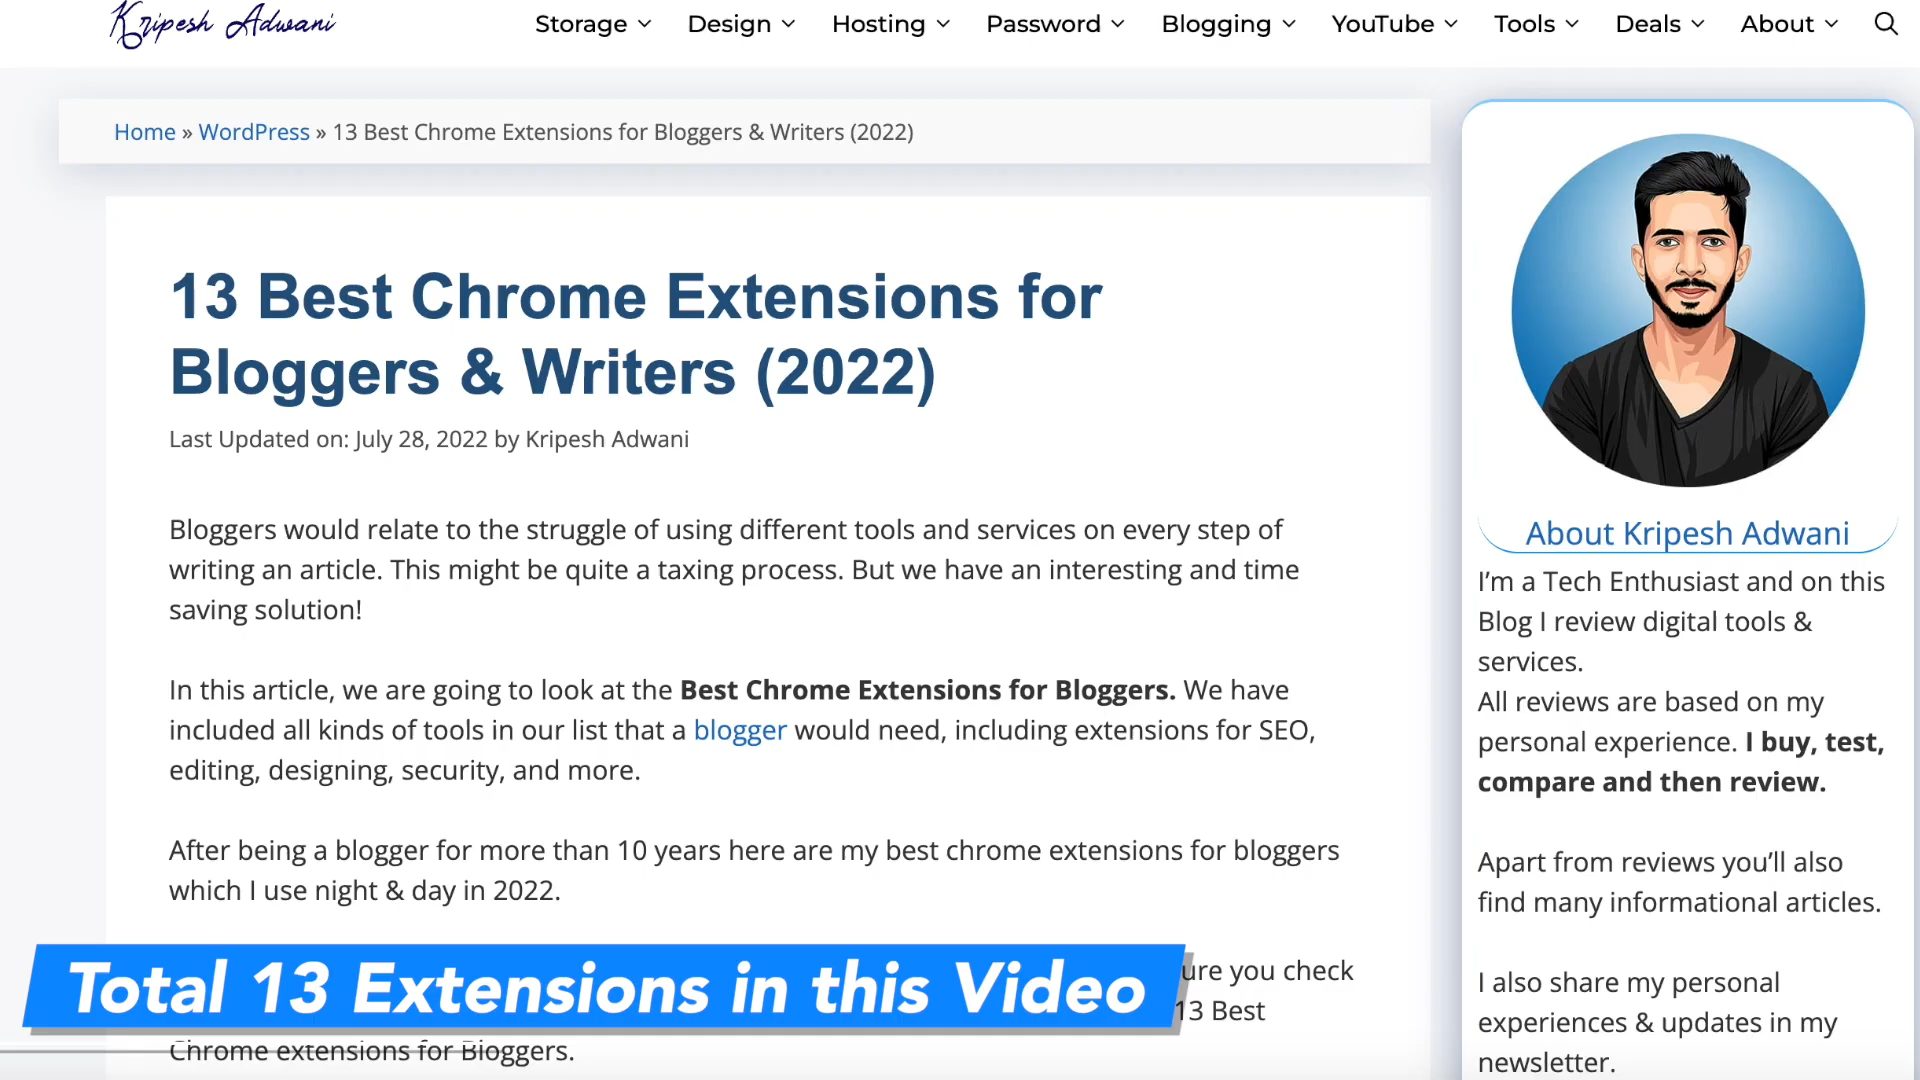 Kripesh Adwani
Storage Design Hosting Password Blogging YouTube Tools Deals About
Home » WordPress » 13 Best Chrome Extensions for Bloggers & Writers (2022)
13 Best Chrome Extensions for
Bloggers & Writers (2022)
Last Updated on: July 28, 2022 by Kripesh Adwani
Bloggers would relate to the struggle of using different tools and services on every step of
writing an article. This might be quite a taxing process. But we have an interesting and time
saving solution!
In this article, we are going to look at the Best Chrome Extensions for Bloggers. We have
included all kinds of tools in our list that a blogger would need, including extensions for SEO,
editing, designing, security, and more.
After being a blogger for more than 10 years here are my best chrome extensions for bloggers
which I use night & day in 2022.
ure you check
13 Best
Chrome extensions for Bloggers.
Total 13 Extensions in this Video
About Kripesh Adwani
I'm a Tech Enthusiast and on this
Blog I review digital tools &
services.
All reviews are based on my
personal experience. I buy, test,
compare and then review.
Apart from reviews you'll also
find many informational articles.
I also share my personal
experiences & updates in my
newsletter.